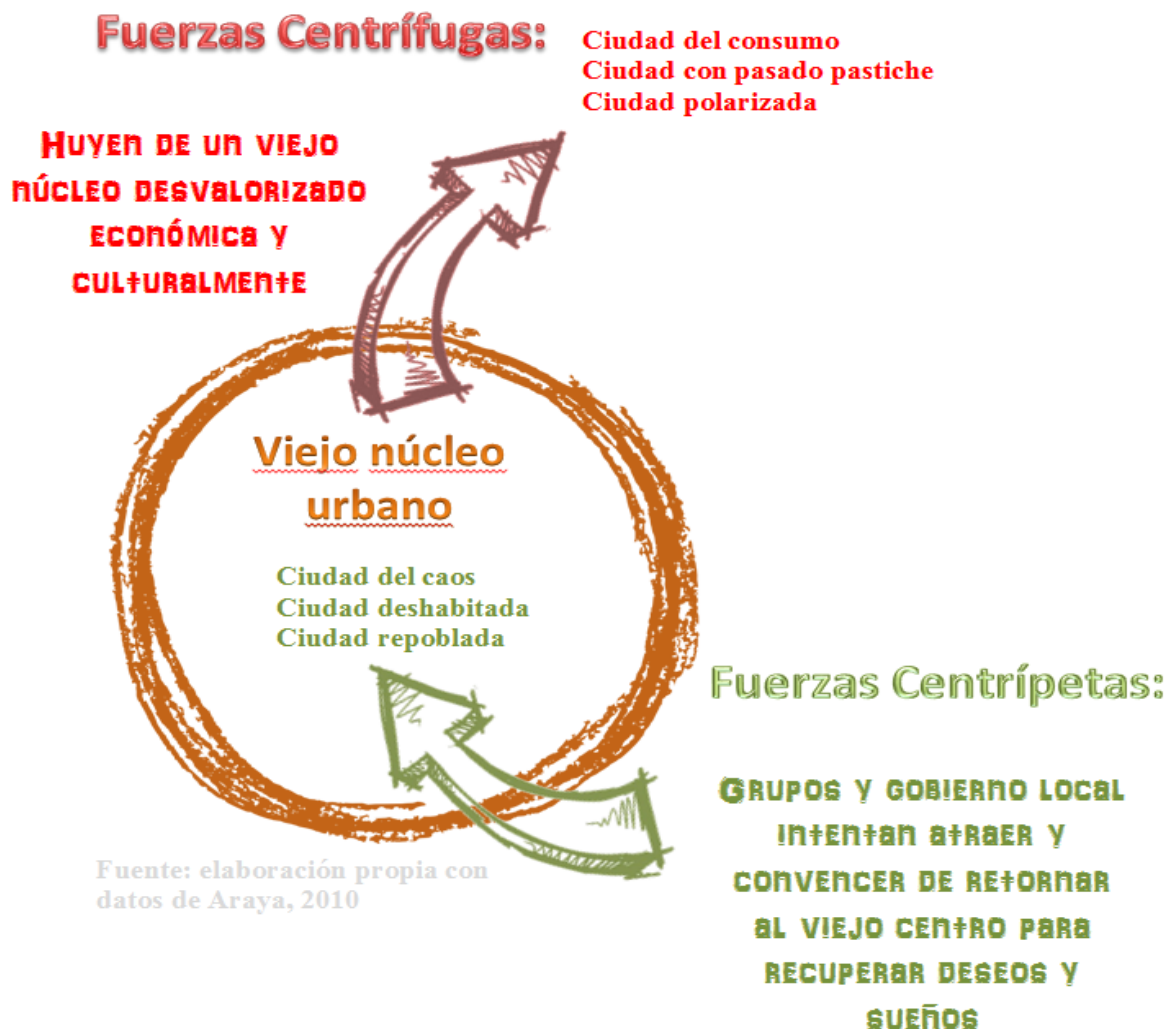 Fuerzas Centrífugas:
Ciudad del consumo
Ciudad con pasado pastiche
Ciudad polarizada
Huyen de un viejo
núcleo desvalorizado
económica y
culturalmente
Viejo núcleo
urbano
Ciudad del caos
Ciudad deshabitada
Ciudad repoblada
Fuerzas Centrípetas:
Grupos y gobierno local
intentan atraer y
convencer de retornar
al viejo centro para
recuperar deseos y
sueños
Fuente: elaboración propia con
datos de Araya, 2010